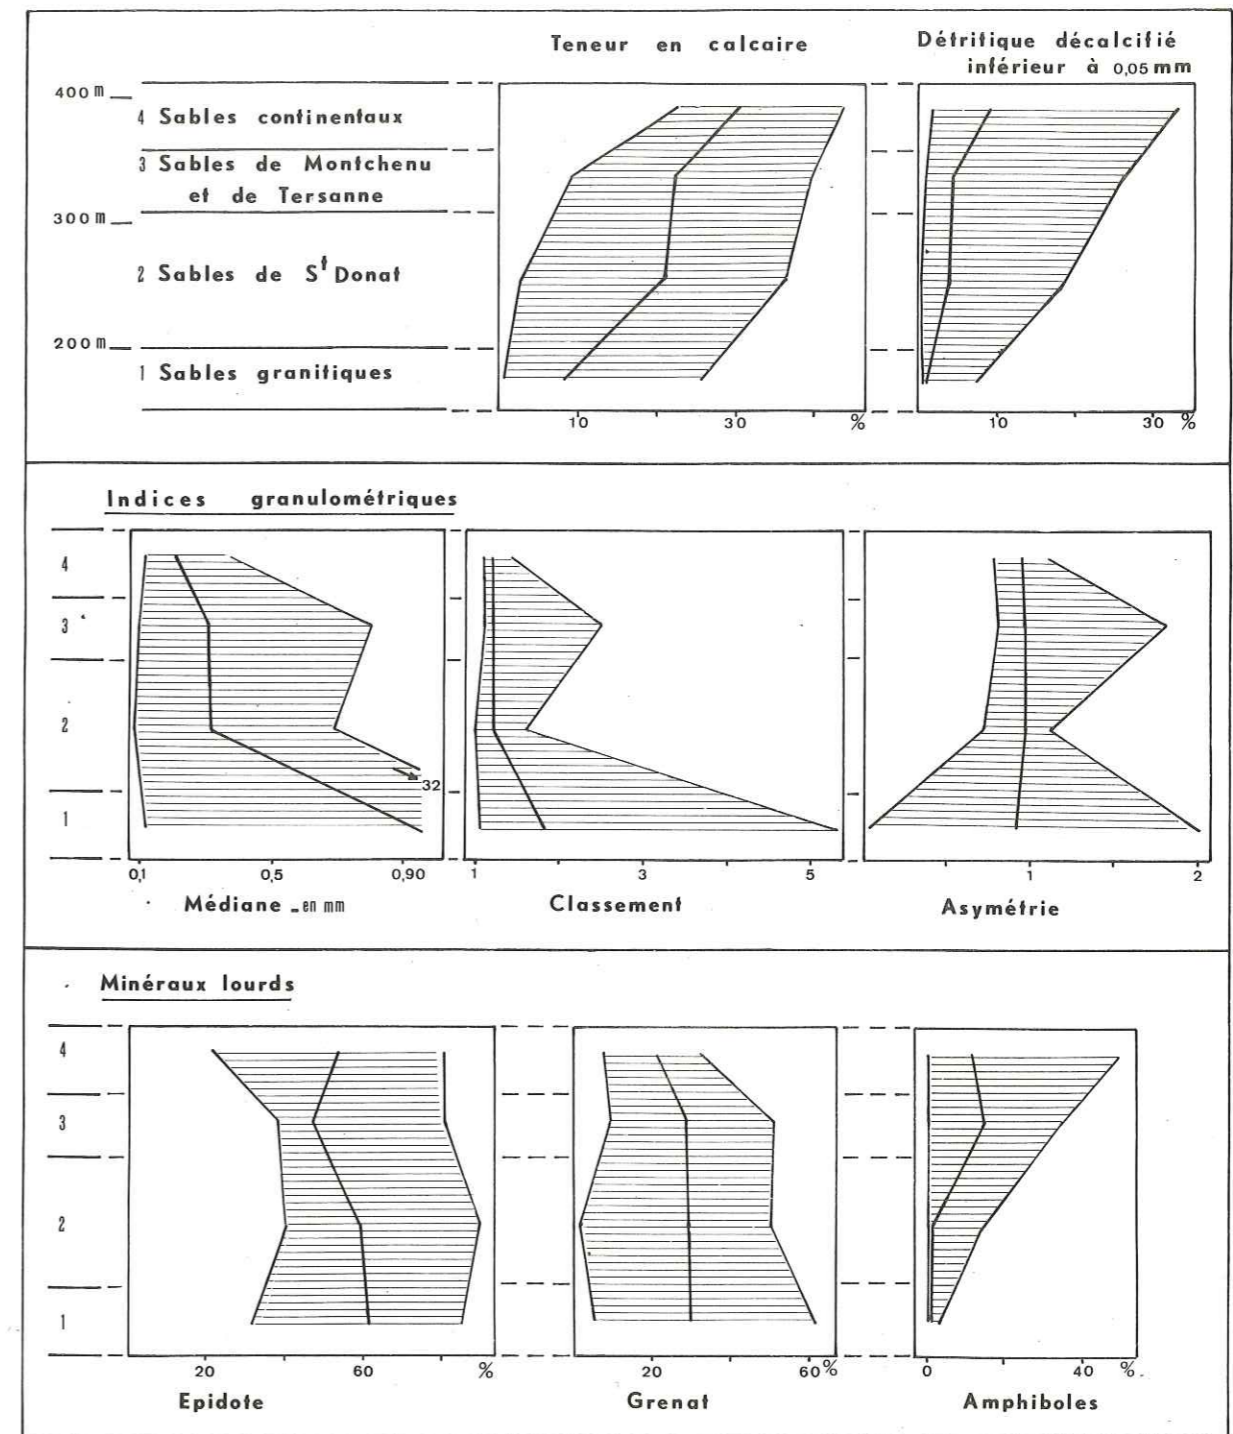 Teneur en calcaire
Détritique décalcifié
inférieur à 0,05 mm
400 m
4 Sables continentaux
3 Sables de Montchenu
et de Tersanne
300 m
2 Sables de St Donat
200 m
1 Sables granitiques
10 30 %
10 30 %
Indices granulométriques
4
3
2
1
32
0,1 0,5 0,90
1 3 5
1 2
Médiane _ en mm
Classement
Asymétrie
Minéraux lourds
4
3
2
1
20 60 %
20 60 %
0 40 %
Epidote
Grenat
Amphiboles